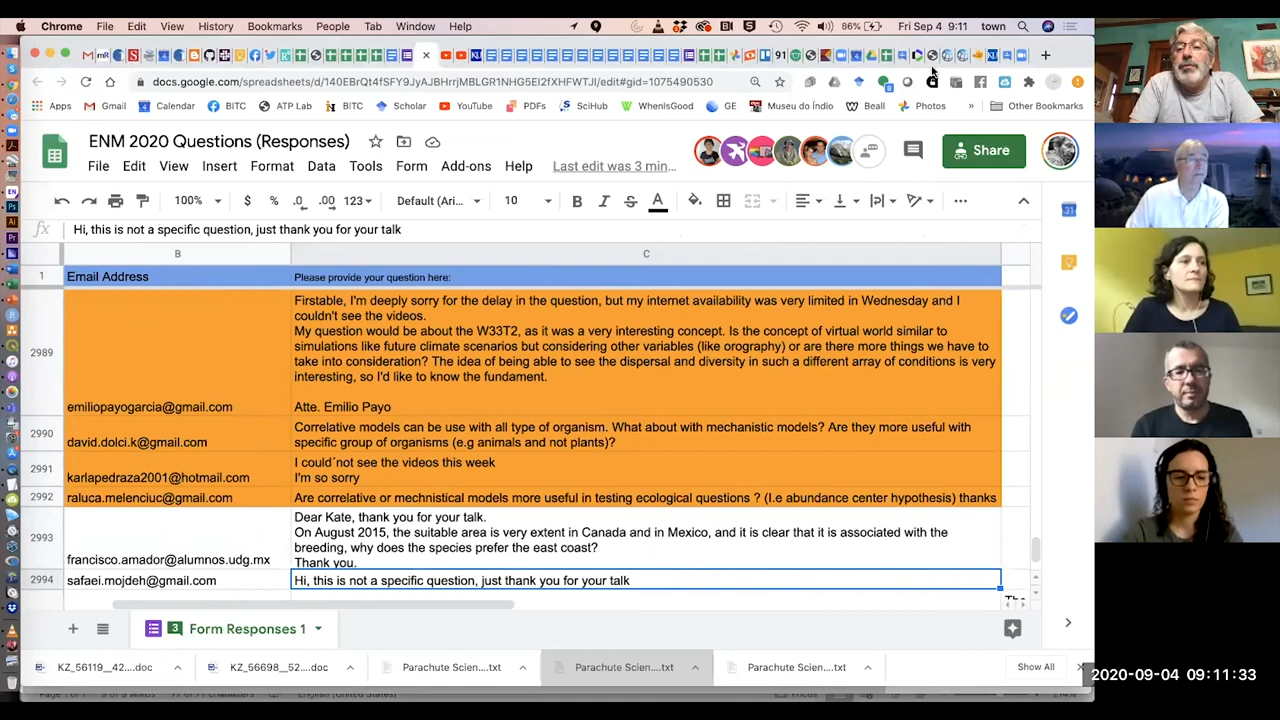 Chrome File Edit View History Bookmarks People Tab Window Help 86% Fri Sep 4 9:11 town
docs.google.com/spreadsheets/d/140EBrQt4fSFY9JyAJBHrrjMBLGR1NHG5EI2fXHFWTJI/edit#gid=1075490530
Apps Gmail Calendar BITC ATP Lab BITC Scholar YouTube PDFs SciHub WhenIsGood GE Museu do Índio Beall Photos » Other Bookmarks
ENM 2020 Questions (Responses)
Share
File Edit View Insert Format Data Tools Form Add-ons Help Last edit was 3 min...
100% $ % .0 .00 123 Default (Ari... 10 B I S A
fx Hi, this is not a specific question, just thank you for your talk
B C
1 Email Address Please provide your question here:
Firstable, I'm deeply sorry for the delay in the question, but my internet availability was very limited in Wednesday and I
couldn't see the videos.
My question would be about the W33T2, as it was a very interesting concept. Is the concept of virtual world similar to
simulations like future climate scenarios but considering other variables (like orography) or are there more things we have to
2989
take into consideration? The idea of being able to see the dispersal and diversity in such a different array of conditions is very
interesting, so I'd like to know the fundament.
emiliopayogarcia@gmail.com Atte. Emilio Payo
2990
Correlative models can be use with all type of organism. What about with mechanistic models? Are they more useful with
david.dolci.k@gmail.com specific group of organisms (e.g animals and not plants)?
2991
I could´not see the videos this week
karlapedraza2001@hotmail.com I'm so sorry
2992 raluca.melenciuc@gmail.com Are correlative or mechnistical models more useful in testing ecological questions ? (I.e abundance center hypothesis) thanks
Dear Kate, thank you for your talk.
On August 2015, the suitable area is very extent in Canada and in Mexico, and it is clear that it is associated with the
2993
breeding, why does the species prefer the east coast?
francisco.amador@alumnos.udg.mx Thank you.
2994 safaei.mojdeh@gmail.com Hi, this is not a specific question, just thank you for your talk
3 Form Responses 1
KZ_56119__42....doc KZ_56698__52....doc Parachute Scien....txt Parachute Scien....txt Parachute Scien....txt Show All
2020-09-04 09:11:33